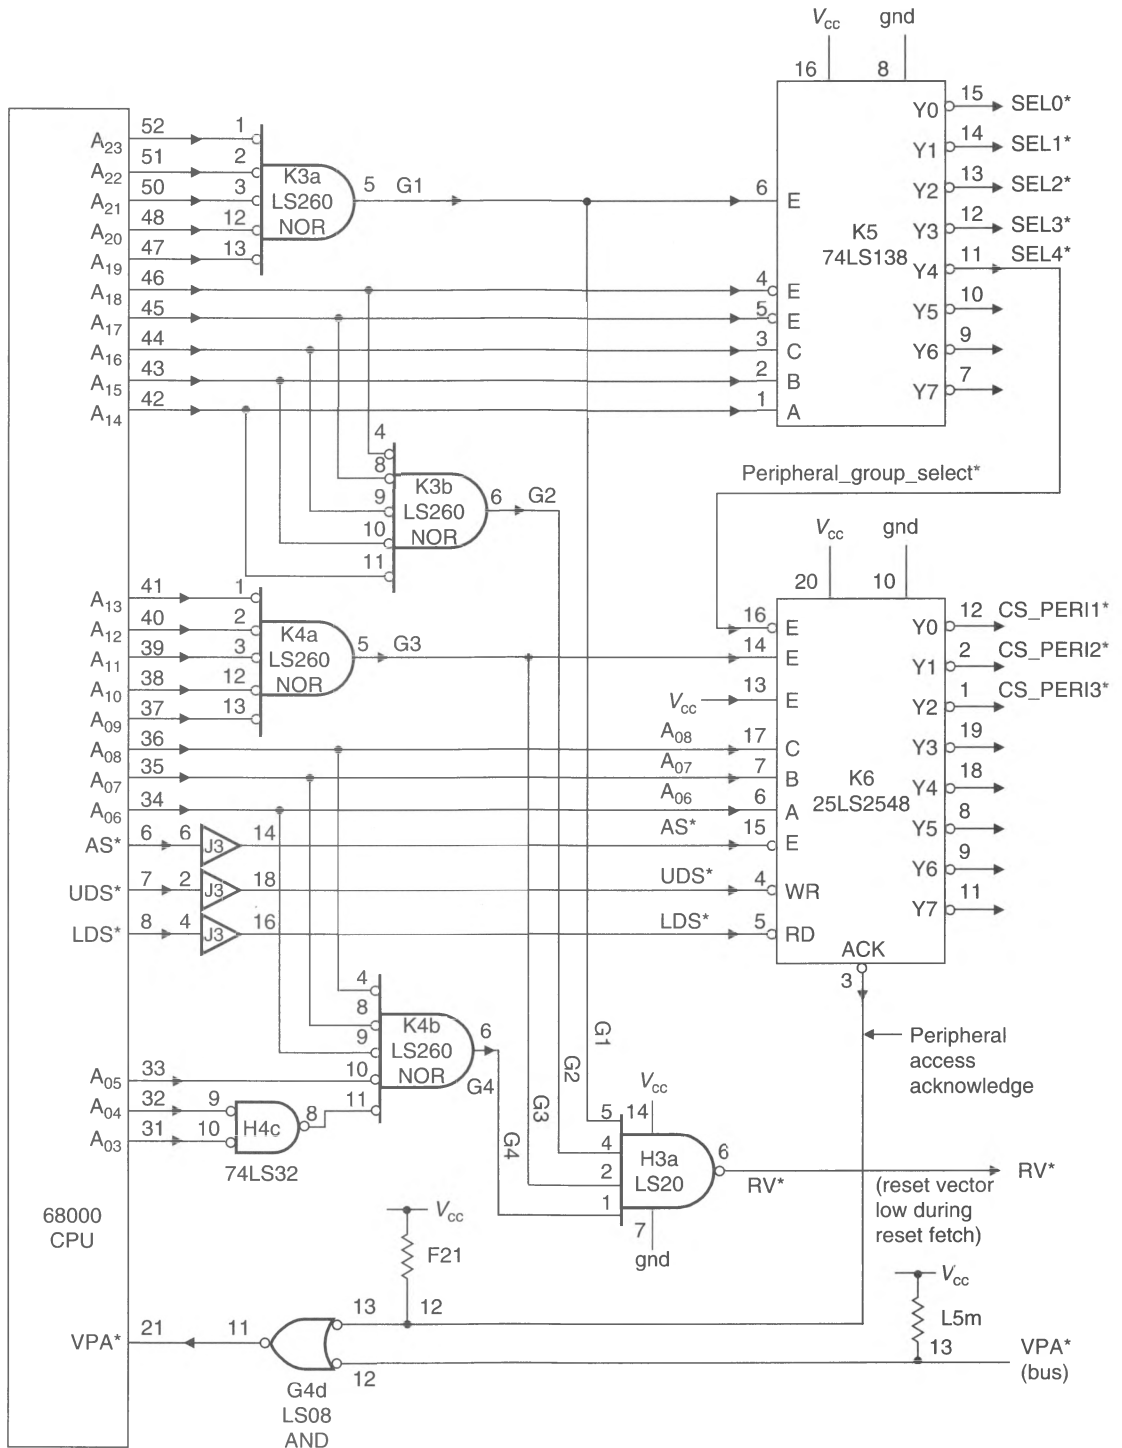 Vcc gnd
16 8
Y0 15 SEL0*
52 1
A23
51 2
A22
50 3
A21
48 12
A20
47 13
A19
46
A18
45
A17
44
A16
43
A15
42
A14
K3a
LS260
NOR
5 G1
6 E
4 E
5 E
3 C
2 B
1 A
K5
74LS138
Y1 14 SEL1*
Y2 13 SEL2*
Y3 12 SEL3*
Y4 11 SEL4*
Y5 10
Y6 9
Y7 7
4
8
9
10
11
K3b
LS260
NOR
6 G2
Peripheral_group_select*
Vcc gnd
20 10
41 1
A13
40 2
A12
39 3
A11
38 12
A10
37 13
A09
36
A08
35
A07
34
A06
K4a
LS260
NOR
5 G3
AS* 6 6 J3 14
UDS* 7 2 J3 18
LDS* 8 4 J3 16
16 E
14 E
Vcc 13 E
A08 17 C
A07 7 B
A06 6 A
AS* 15 E
UDS* 4 WR
LDS* 5 RD
K6
25LS2548
Y0 12 CS_PERI1*
Y1 2 CS_PERI2*
Y2 1 CS_PERI3*
Y3 19
Y4 18
Y5 8
Y6 9
Y7 11
ACK
3
Peripheral
access
acknowledge
4
8
9
10
11
K4b
LS260
NOR
6
G4
A05 33
A04 32 9
A03 31 10
H4c
8
74LS32
G1
G2
G3
G4
Vcc
14
5
4
2
1
H3a
LS20
7
gnd
6
RV*
RV*
(reset vector
low during
reset fetch)
68000
CPU
Vcc
F21
13 12
VPA* 21 11
12
G4d
LS08
AND
Vcc
L5m
13
VPA*
(bus)